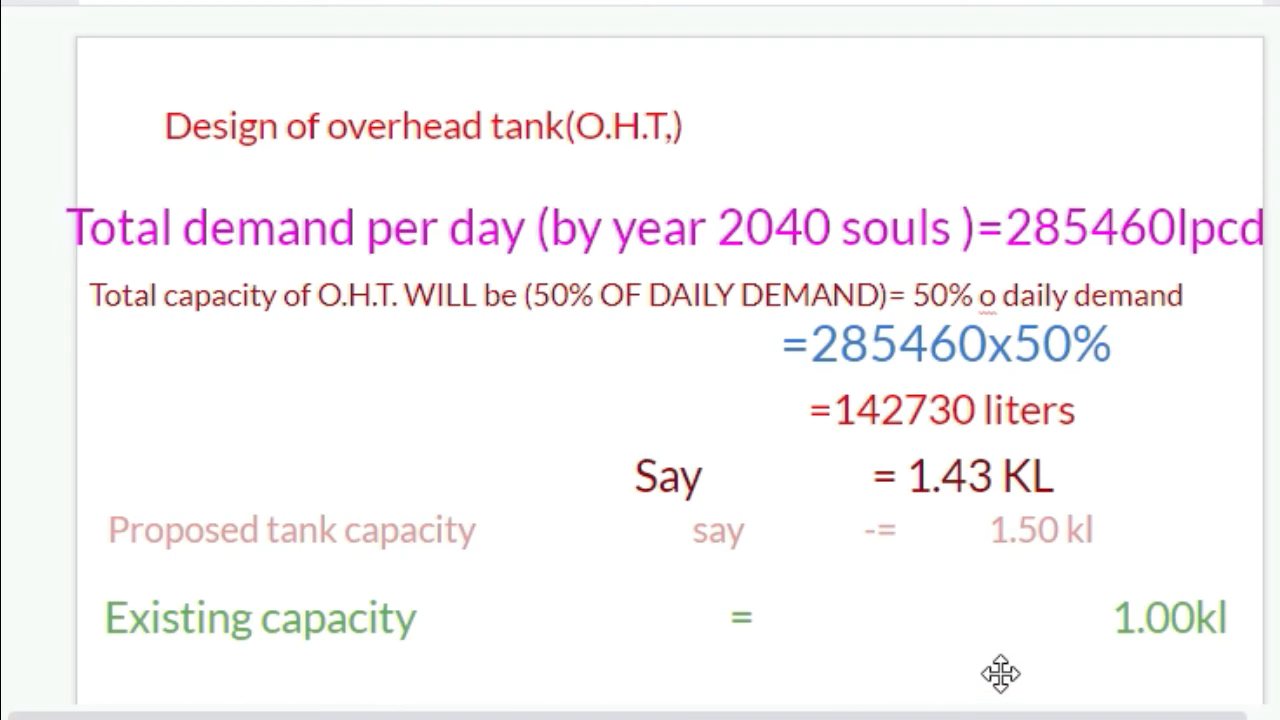 Design of overhead tank(O.H.T,)
Total demand per day (by year 2040 souls )=285460lpcd
Total capacity of O.H.T. WILL be (50% OF DAILY DEMAND)= 50% o daily demand
=285460x50%
=142730 liters
Say = 1.43 KL
Proposed tank capacity say -= 1.50 kl
Existing capacity = 1.00kl